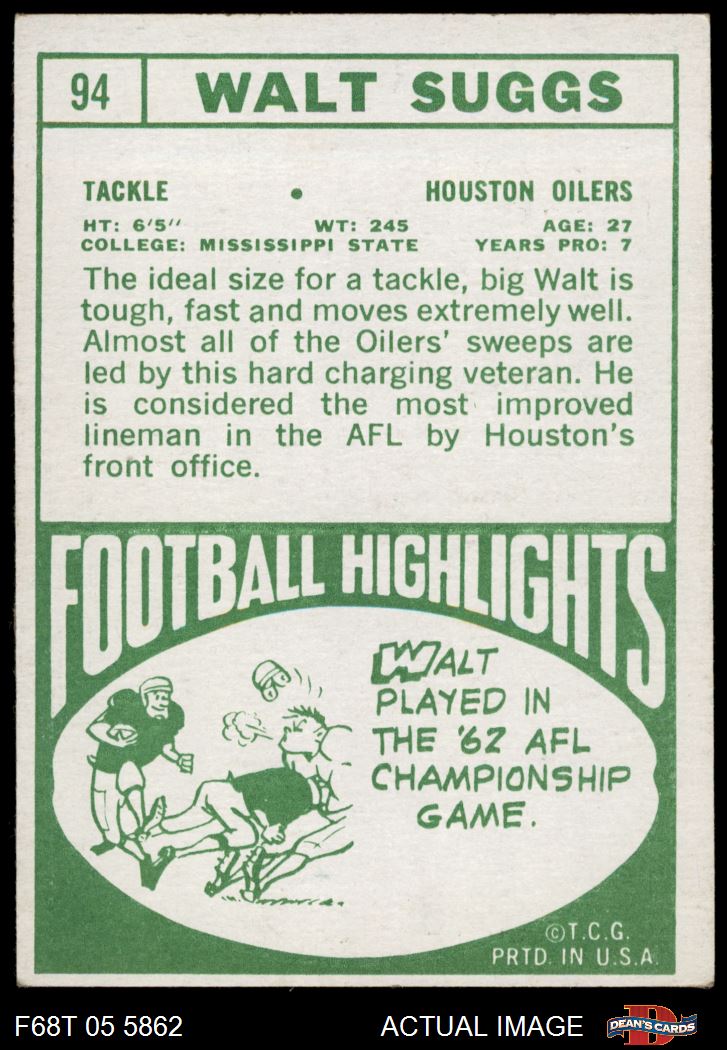 94 WALT SUGGS
TACKLE • HOUSTON OILERS
HT: 6'5" WT: 245 AGE: 27
COLLEGE: MISSISSIPPI STATE YEARS PRO: 7
The ideal size for a tackle, big Walt is
tough, fast and moves extremely well.
Almost all of the Oilers' sweeps are
led by this hard charging veteran. He
is considered the most improved
lineman in the AFL by Houston's
front office.
FOOTBALL HIGHLIGHTS
WALT
PLAYED IN
THE '62 AFL
CHAMPIONSHIP
GAME.
©T.C.G.
PRTD. IN U.S.A.
F68T 05 5862 ACTUAL IMAGE DEAN'S CARDS